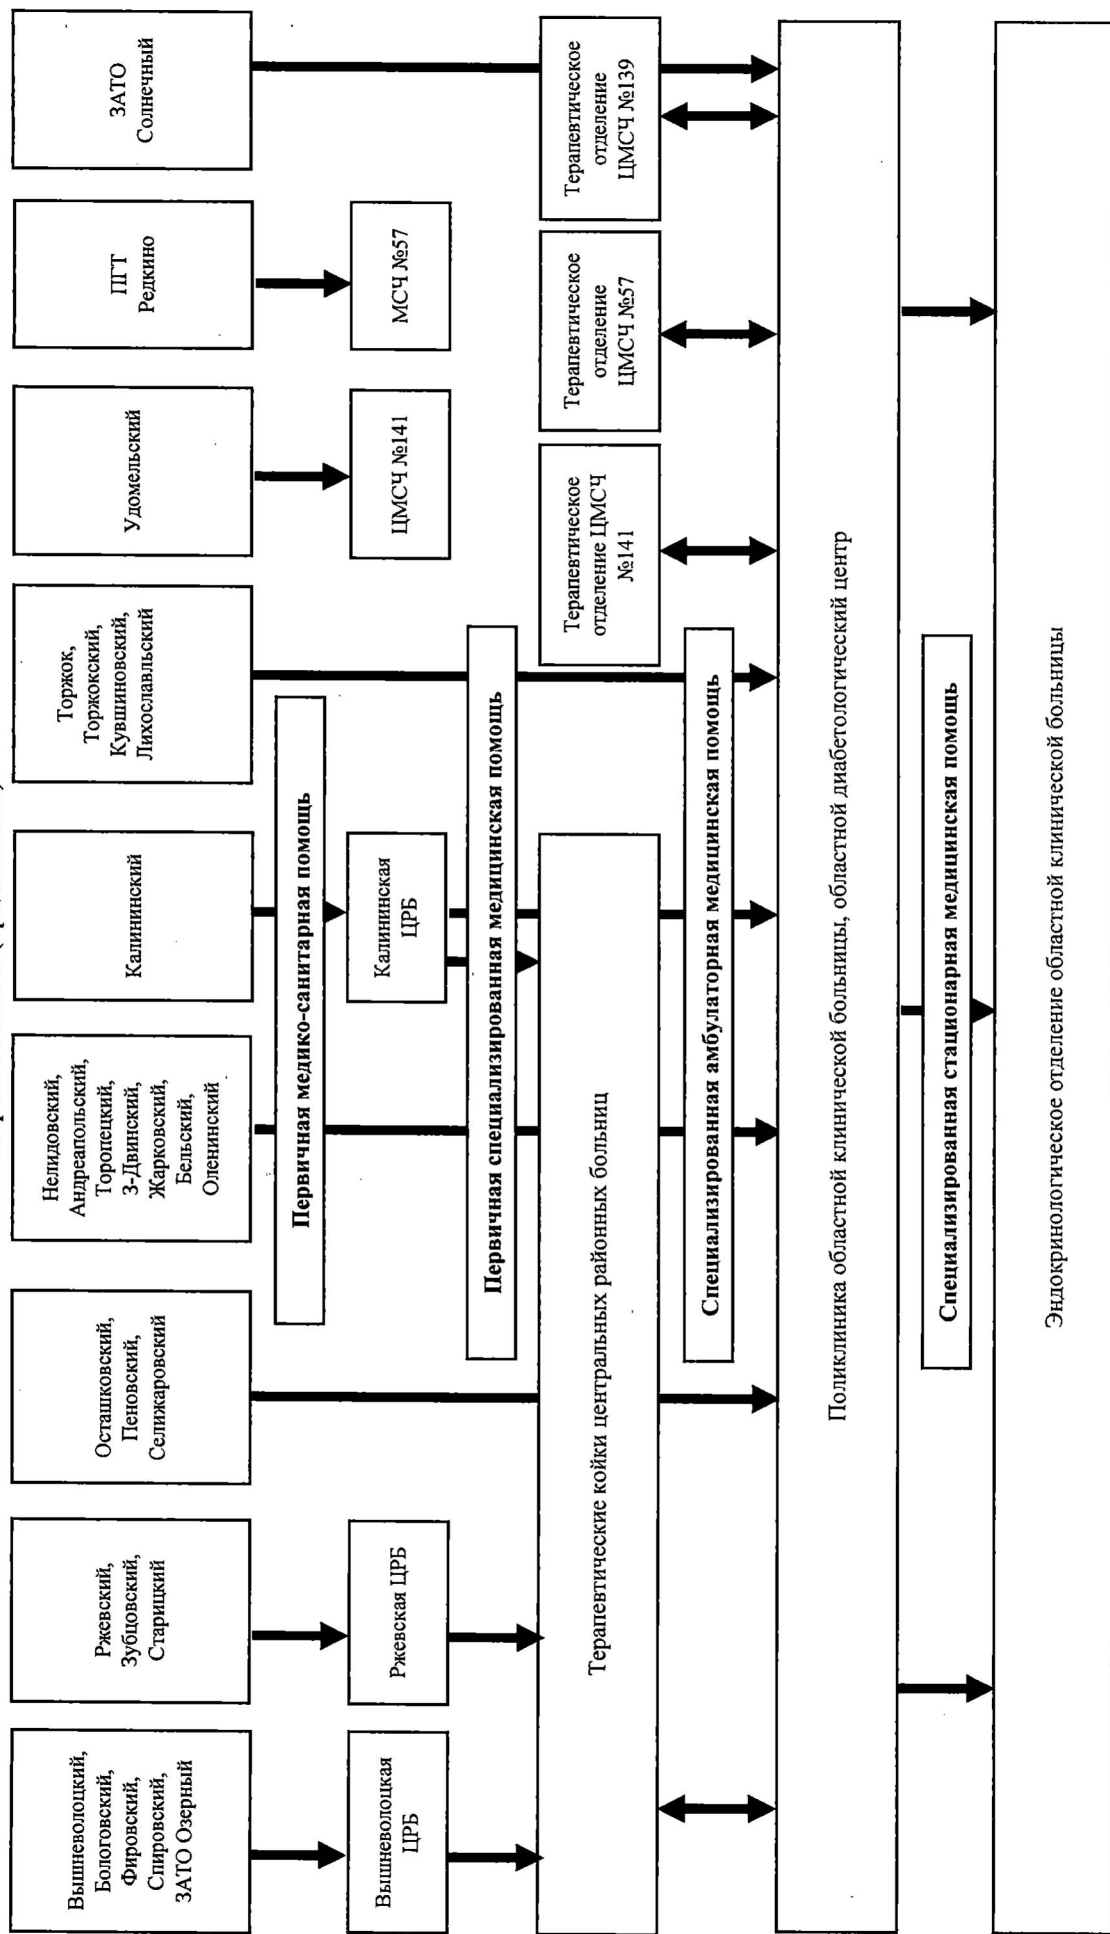 Вышневолоцкий,
Бологовский,
Фировский,
Спировский,
ЗАТО Озерный
Ржевский,
Зубцовский,
Старицкий
Осташковский,
Пеновский,
Селижаровский
Нелидовский,
Андреапольский,
Торопецкий,
З-Двинский,
Жарковский,
Бельский,
Оленинский
Калининский
Торжок,
Торжокский,
Кувшиновский,
Лихославльский
Удомельский
ПГТ
Редкино
ЗАТО
Солнечный
Первичная медико-санитарная помощь
Вышневолоцкая
ЦРБ
Ржевская ЦРБ
Калининская
ЦРБ
ЦМСЧ №141
МСЧ №57
Первичная специализированная медицинская помощь
Терапевтические койки центральных районных больниц
Терапевтическое
отделение ЦМСЧ
№141
Терапевтическое
отделение
ЦМСЧ №57
Терапевтическое
отделение
ЦМСЧ №139
Специализированная амбулаторная медицинская помощь
Поликлиника областной клинической больницы, областной диабетологический центр
Специализированная стационарная медицинская помощь
Эндокринологическое отделение областной клинической больницы